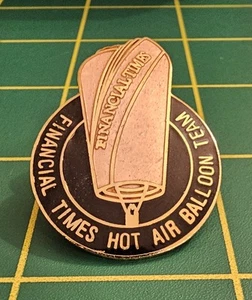 FINANCIAL TIMES
FINANCIAL TIMES HOT AIR BALLOON TEAM